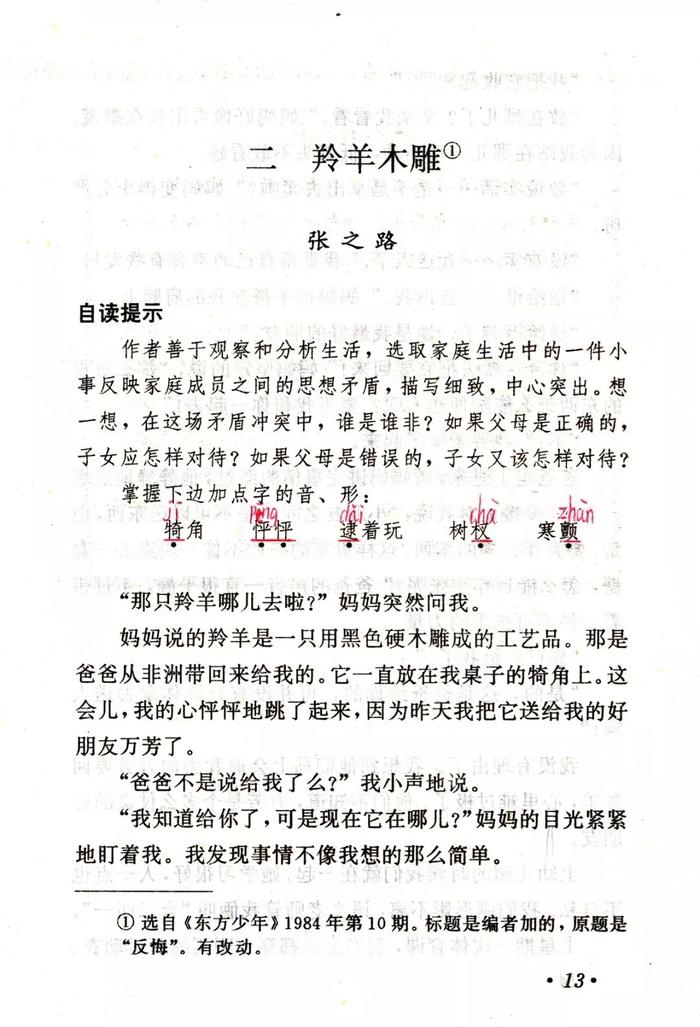 二 羚羊木雕①
张之路
自读提示
作者善于观察和分析生活，选取家庭生活中的一件小
事反映家庭成员之间的思想矛盾，描写细致，中心突出。想
一想，在这场矛盾冲突中，谁是谁非？如果父母是正确的，
子女应怎样对待？如果父母是错误的，子女又该怎样对待？
掌握下边加点字的音、形：
jī pēng dǎi chà zhàn
犄角 怦怦 逮着玩 树杈 寒颤
“那只羚羊哪儿去啦？”妈妈突然问我。
妈妈说的羚羊是一只用黑色硬木雕成的工艺品。那是
爸爸从非洲带回来给我的。它一直放在我桌子的犄角上。这
会儿，我的心怦怦地跳了起来，因为昨天我把它送给我的好
朋友万芳了。
“爸爸不是说给我了么？”我小声地说。
“我知道给你了，可是现在它在哪儿？”妈妈的目光紧紧
地盯着我。我发现事情不像我想的那么简单。
① 选自《东方少年》1984年第10期。标题是编者加的，原题是
“反悔”。有改动。
·13·